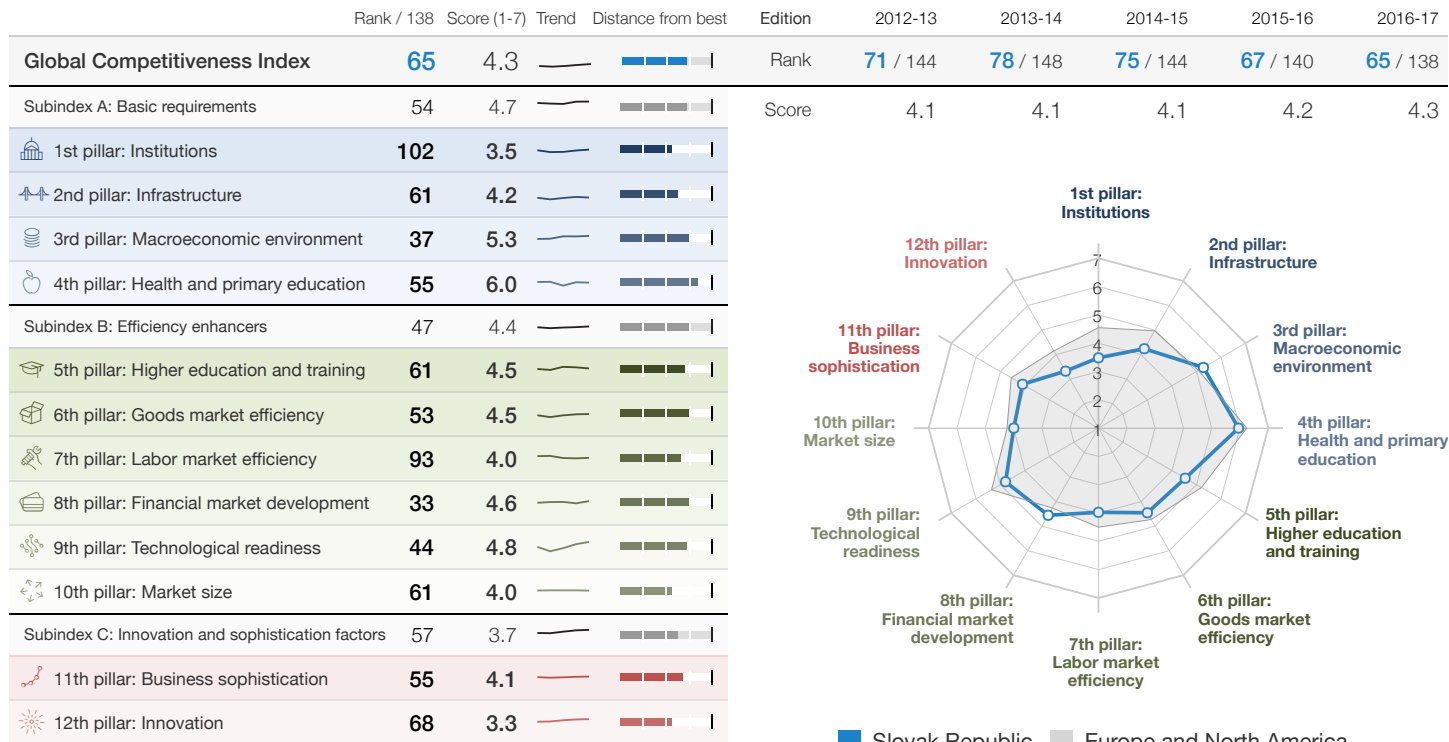 Rank / 138 Score (1-7) Trend Distance from best
Global Competitiveness Index 65 4.3
Subindex A: Basic requirements 54 4.7
1st pillar: Institutions 102 3.5
2nd pillar: Infrastructure 61 4.2
3rd pillar: Macroeconomic environment 37 5.3
4th pillar: Health and primary education 55 6.0
Subindex B: Efficiency enhancers 47 4.4
5th pillar: Higher education and training 61 4.5
6th pillar: Goods market efficiency 53 4.5
7th pillar: Labor market efficiency 93 4.0
8th pillar: Financial market development 33 4.6
9th pillar: Technological readiness 44 4.8
10th pillar: Market size 61 4.0
Subindex C: Innovation and sophistication factors 57 3.7
11th pillar: Business sophistication 55 4.1
12th pillar: Innovation 68 3.3
Edition 2012-13 2013-14 2014-15 2015-16 2016-17
Rank 71 / 144 78 / 148 75 / 144 67 / 140 65 / 138
Score 4.1 4.1 4.1 4.2 4.3
1st pillar:
Institutions
2nd pillar:
Infrastructure
3rd pillar:
Macroeconomic
environment
4th pillar:
Health and primary
education
5th pillar:
Higher education
and training
6th pillar:
Goods market
efficiency
7th pillar:
Labor market
efficiency
8th pillar:
Financial market
development
9th pillar:
Technological
readiness
10th pillar:
Market size
11th pillar:
Business
sophistication
12th pillar:
Innovation
7
6
5
4
3
2
1
Slovak Republic Europe and North America